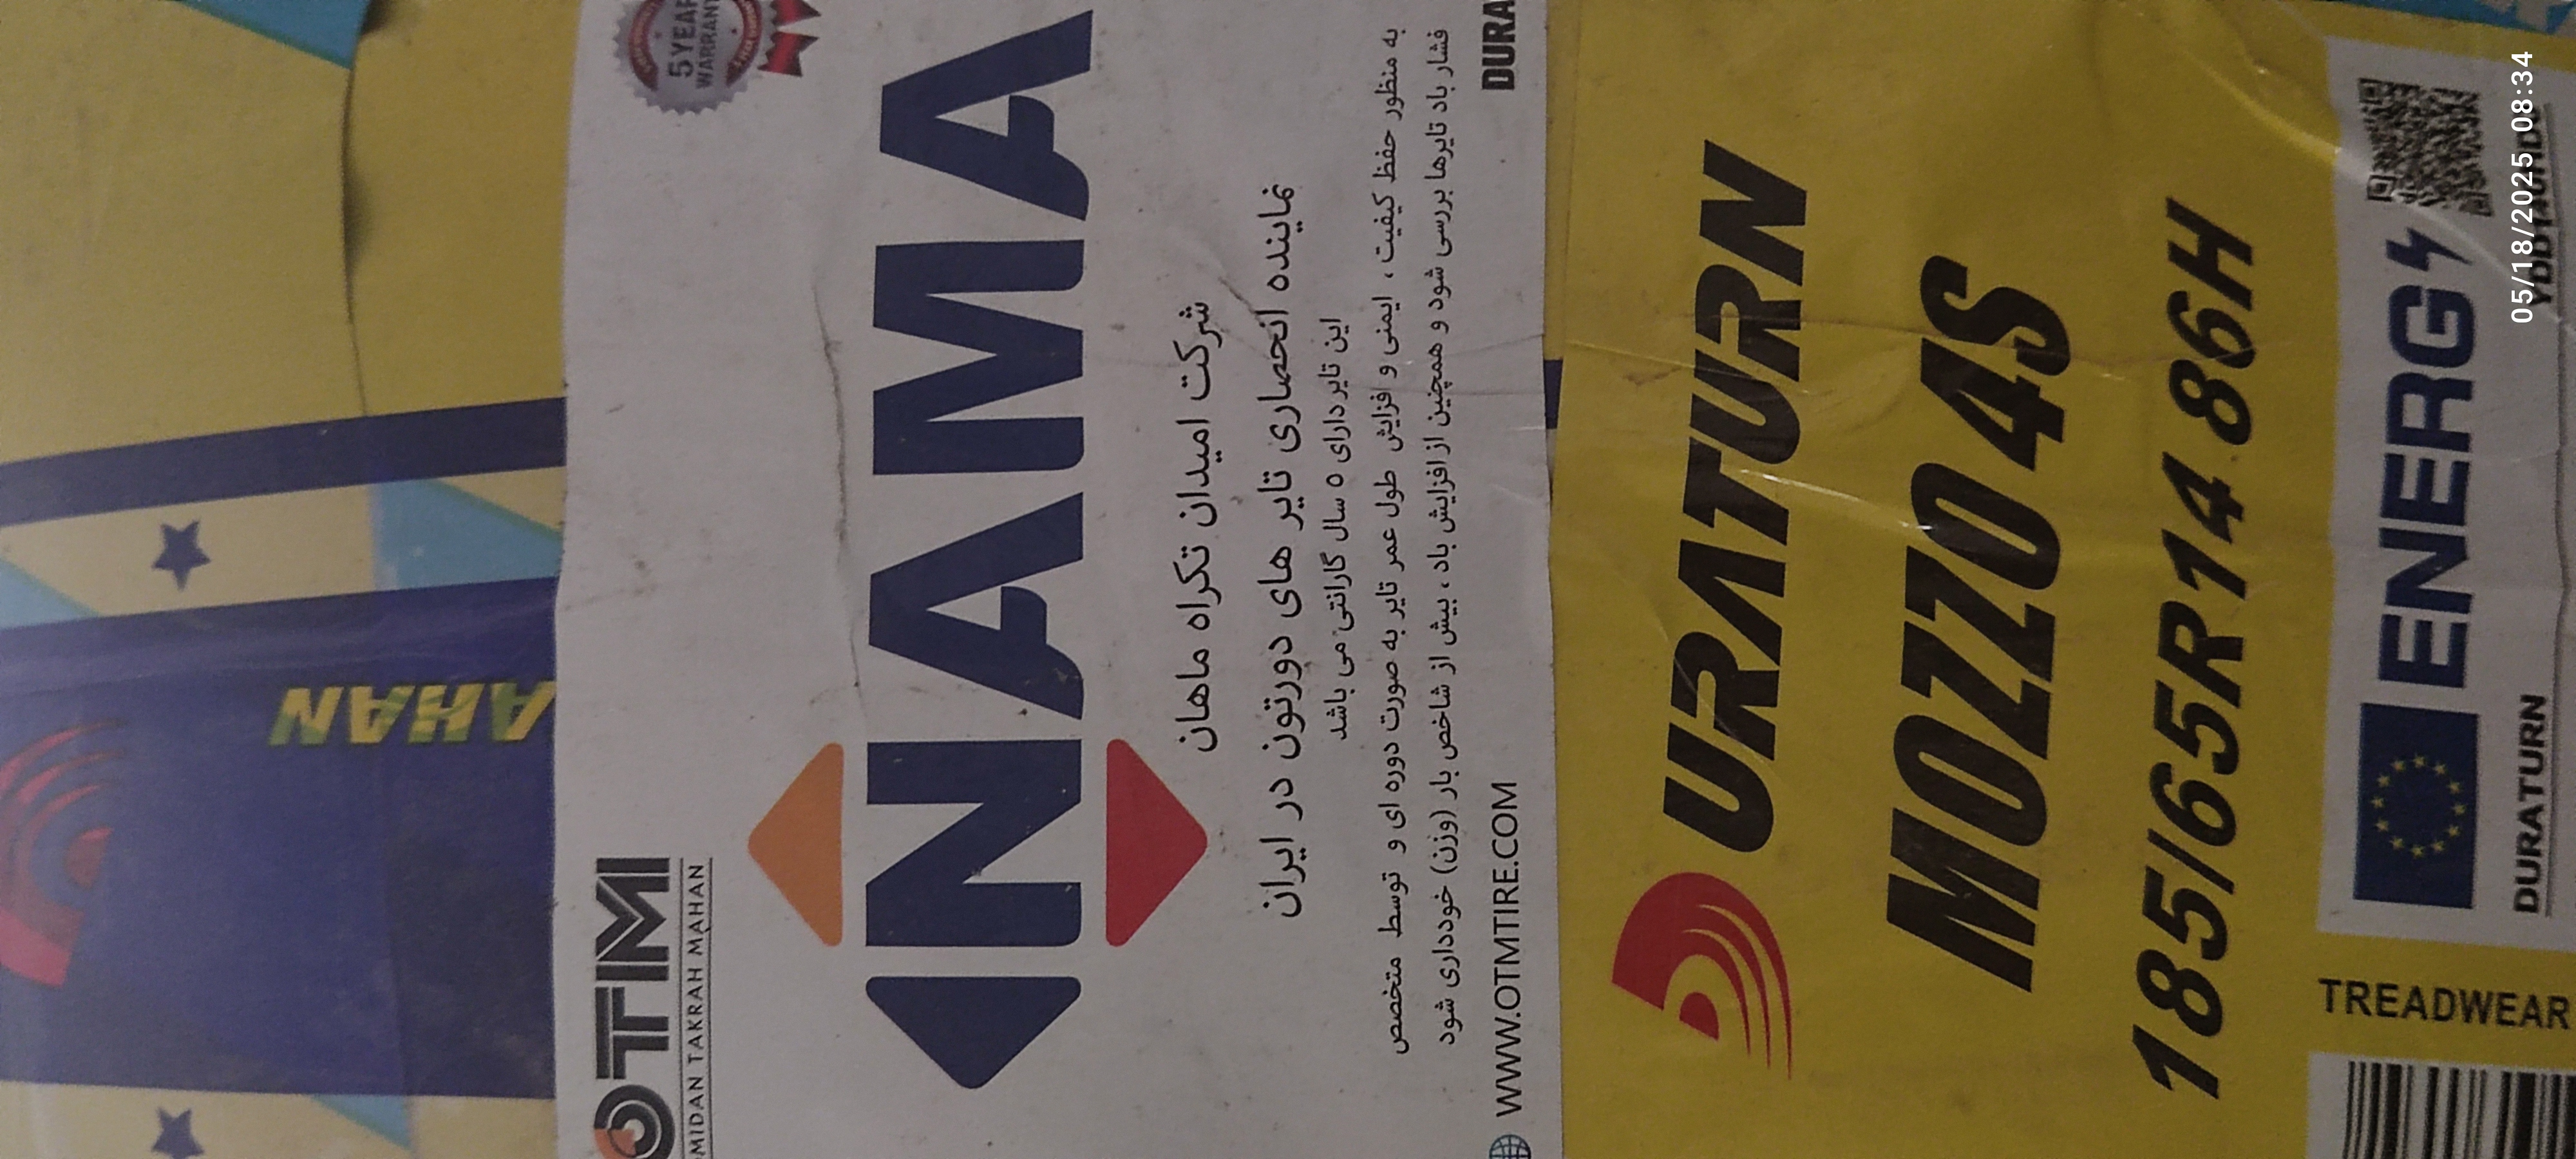 AHAN
OTM
OMIDAN TAKRAH MAHAN
5 YEAR
WARRANTY
NAMA
شرکت امیدان تکراه ماهان
نماینده انحصاری تایر های دورتون در ایران
این تایر دارای ۵ سال گارانتی می باشد
به منظور حفظ کیفیت ، ایمنی و افزایش طول عمر تایر به صورت دوره ای و توسط متخصص
فشار باد تایرها بررسی شود و همچنین از افزایش باد ، بیش از شاخص بار (وزن) خودداری شود
WWW.OTMTIRE.COM
DURA
DURATURN
MOZZO 4S
185/65R14 86H
ENERG
DURATURN
TREADWEAR
05/18/2025 08:34